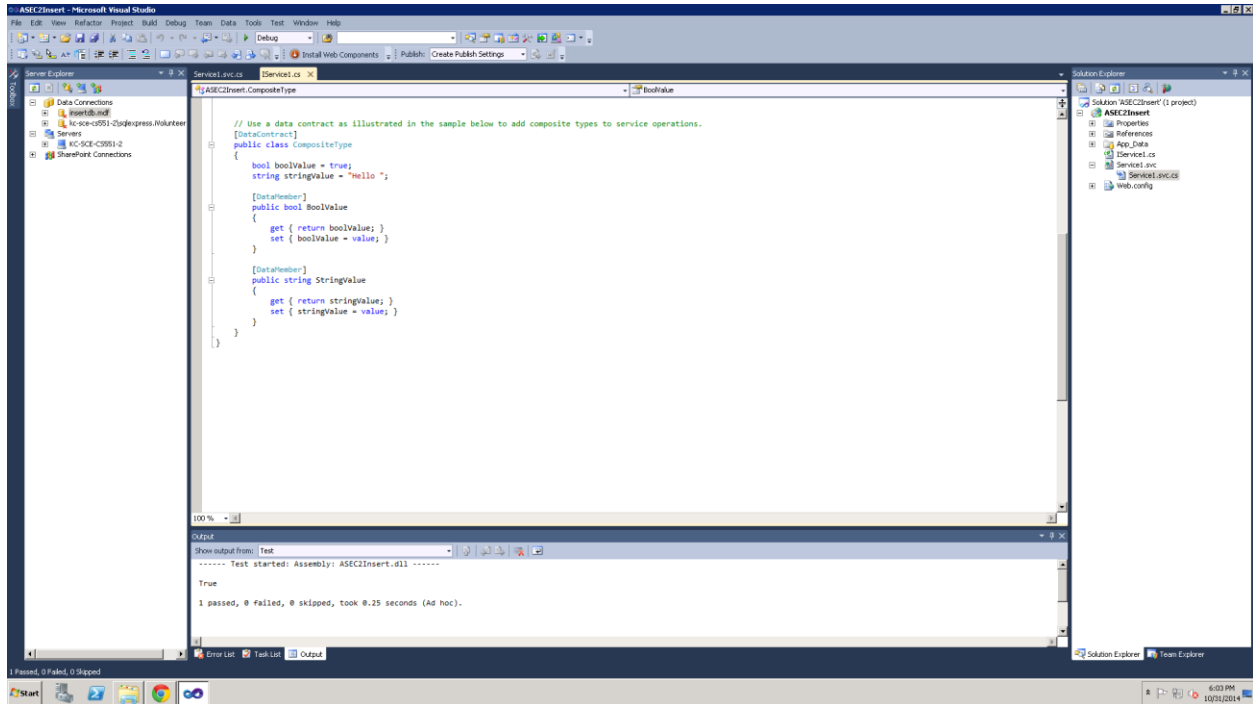 ASEC2Insert - Microsoft Visual Studio
File Edit View Refactor Project Build Debug Team Data Tools Test Window Help
Debug
Install Web Components Publish: Create Publish Settings
Server Explorer
Data Connections
insertdb.mdf
kc-sce-cs551-2\sqlexpress.iVolunteer
Servers
KC-SCE-CS551-2
SharePoint Connections
Toolbox
Service1.svc.cs IService1.cs X
ASEC2Insert.CompositeType BoolValue
// Use a data contract as illustrated in the sample below to add composite types to service operations.
[DataContract]
public class CompositeType
{
bool boolValue = true;
string stringValue = "Hello ";
[DataMember]
public bool BoolValue
{
get { return boolValue; }
set { boolValue = value; }
}
[DataMember]
public string StringValue
{
get { return stringValue; }
set { stringValue = value; }
}
}
}
100 %
Output
Show output from: Test
------ Test started: Assembly: ASEC2Insert.dll ------
True
1 passed, 0 failed, 0 skipped, took 0.25 seconds (Ad hoc).
Error List Task List Output
Solution Explorer
Solution 'ASEC2Insert' (1 project)
ASEC2Insert
Properties
References
App_Data
IService1.cs
Service1.svc
Service1.svc.cs
Web.config
Solution Explorer Team Explorer
1 Passed, 0 Failed, 0 Skipped
Start
6:03 PM
10/31/2014